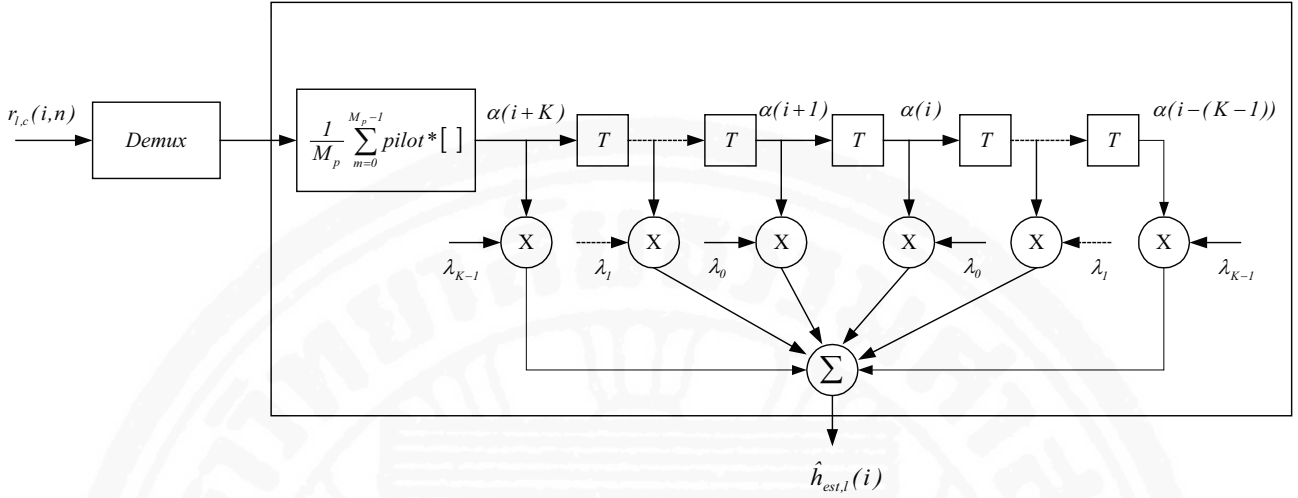 r_{l,c}(i,n)
Demux
\frac{1}{M_p} \sum_{m=0}^{M_p-1} pilot*[ ]
α(i+K)
T
T
α(i+1)
T
α(i)
T
T
α(i-(K-1))
X
X
X
X
X
X
λ_{K-1}
λ_1
λ_0
λ_0
λ_1
λ_{K-1}
Σ
\hat{h}_{est,l}(i)